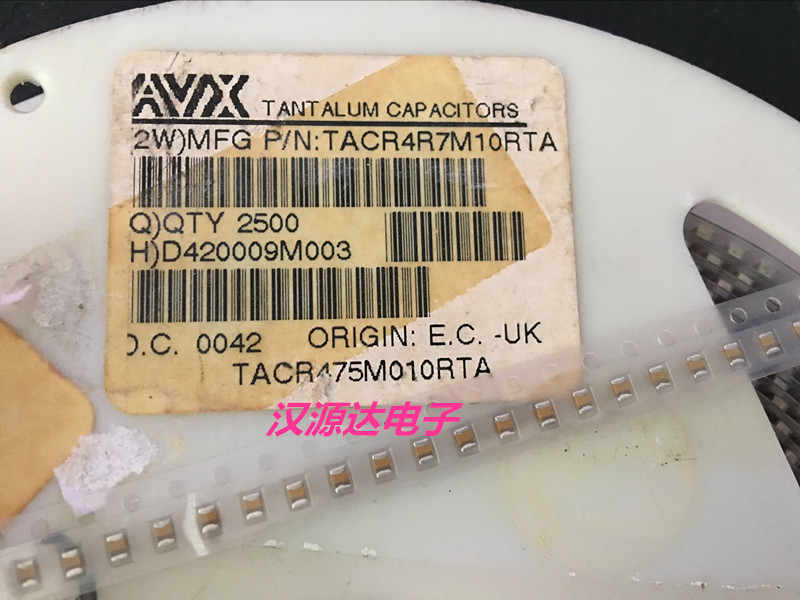 AVX TANTALUM CAPACITORS
2W)MFG P/N:TACR4R7M10RTA
Q)QTY 2500
H)D420009M003
D.C. 0042 ORIGIN: E.C. -UK
TACR475M010RTA
汉源达电子